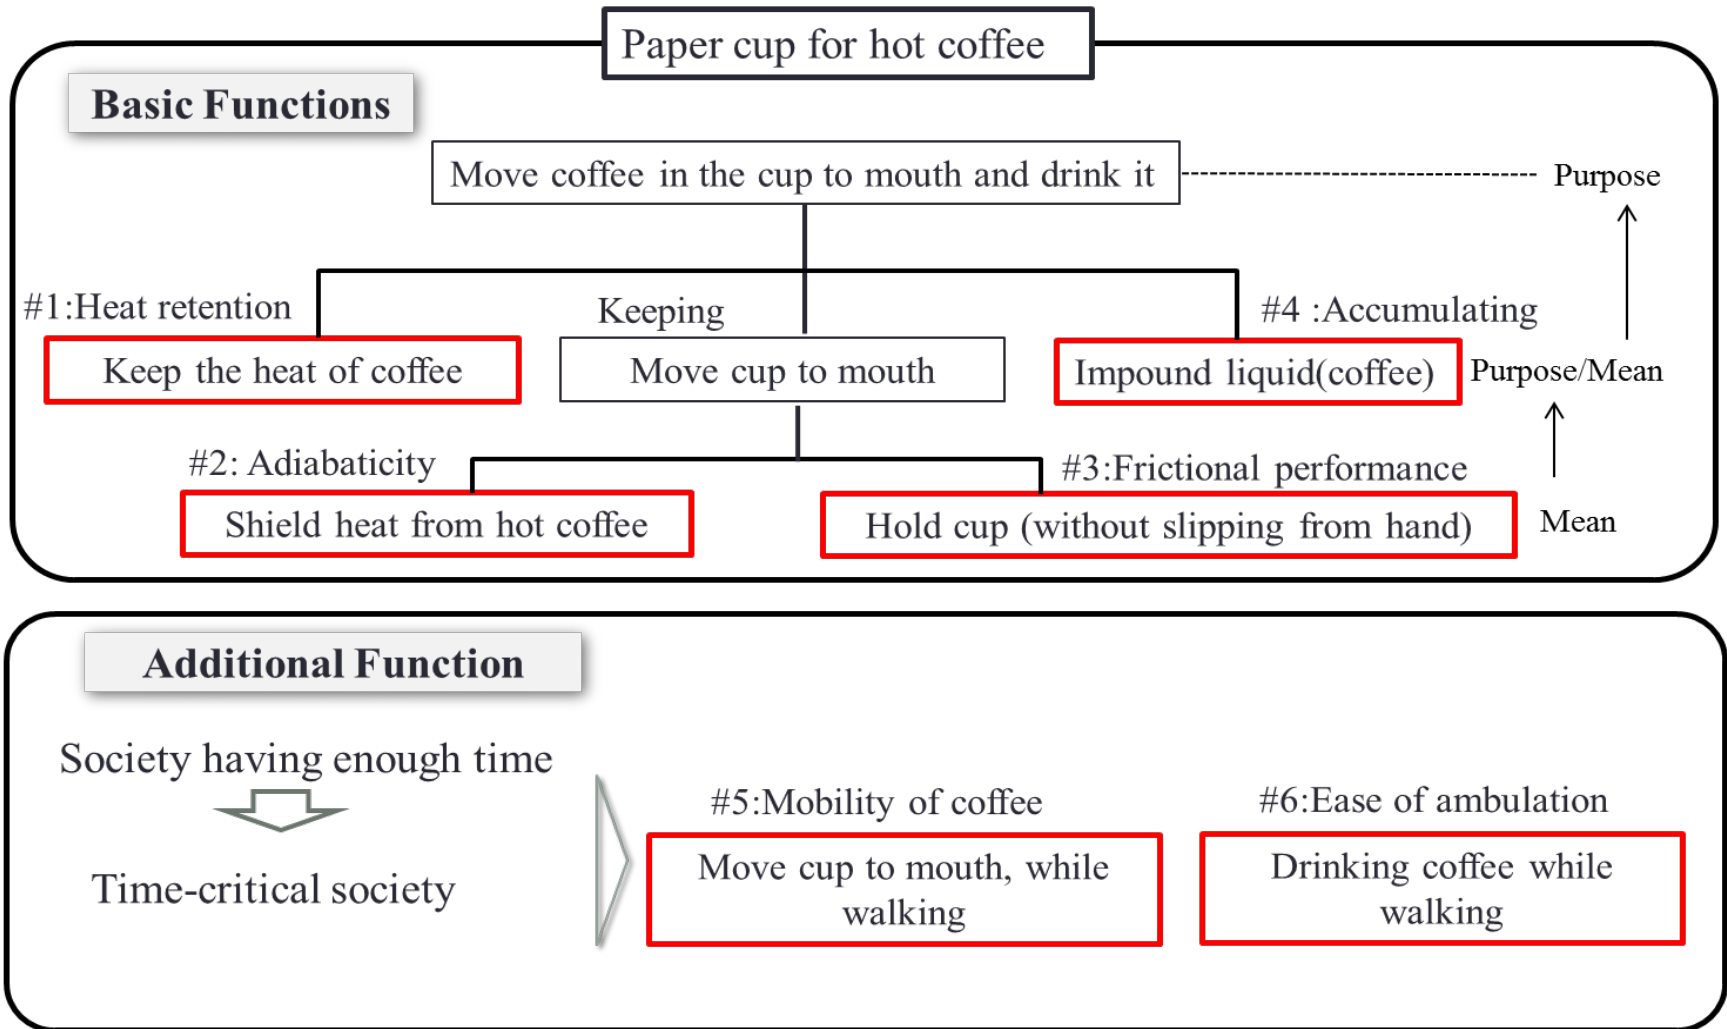 Paper cup for hot coffee
Basic Functions
Move coffee in the cup to mouth and drink it
Purpose
#1:Heat retention
Keeping
#4 :Accumulating
Keep the heat of coffee
Move cup to mouth
Impound liquid(coffee)
Purpose/Mean
#2: Adiabaticity
#3:Frictional performance
Shield heat from hot coffee
Hold cup (without slipping from hand)
Mean
Additional Function
Society having enough time
Time-critical society
#5:Mobility of coffee
Move cup to mouth, while
walking
#6:Ease of ambulation
Drinking coffee while
walking